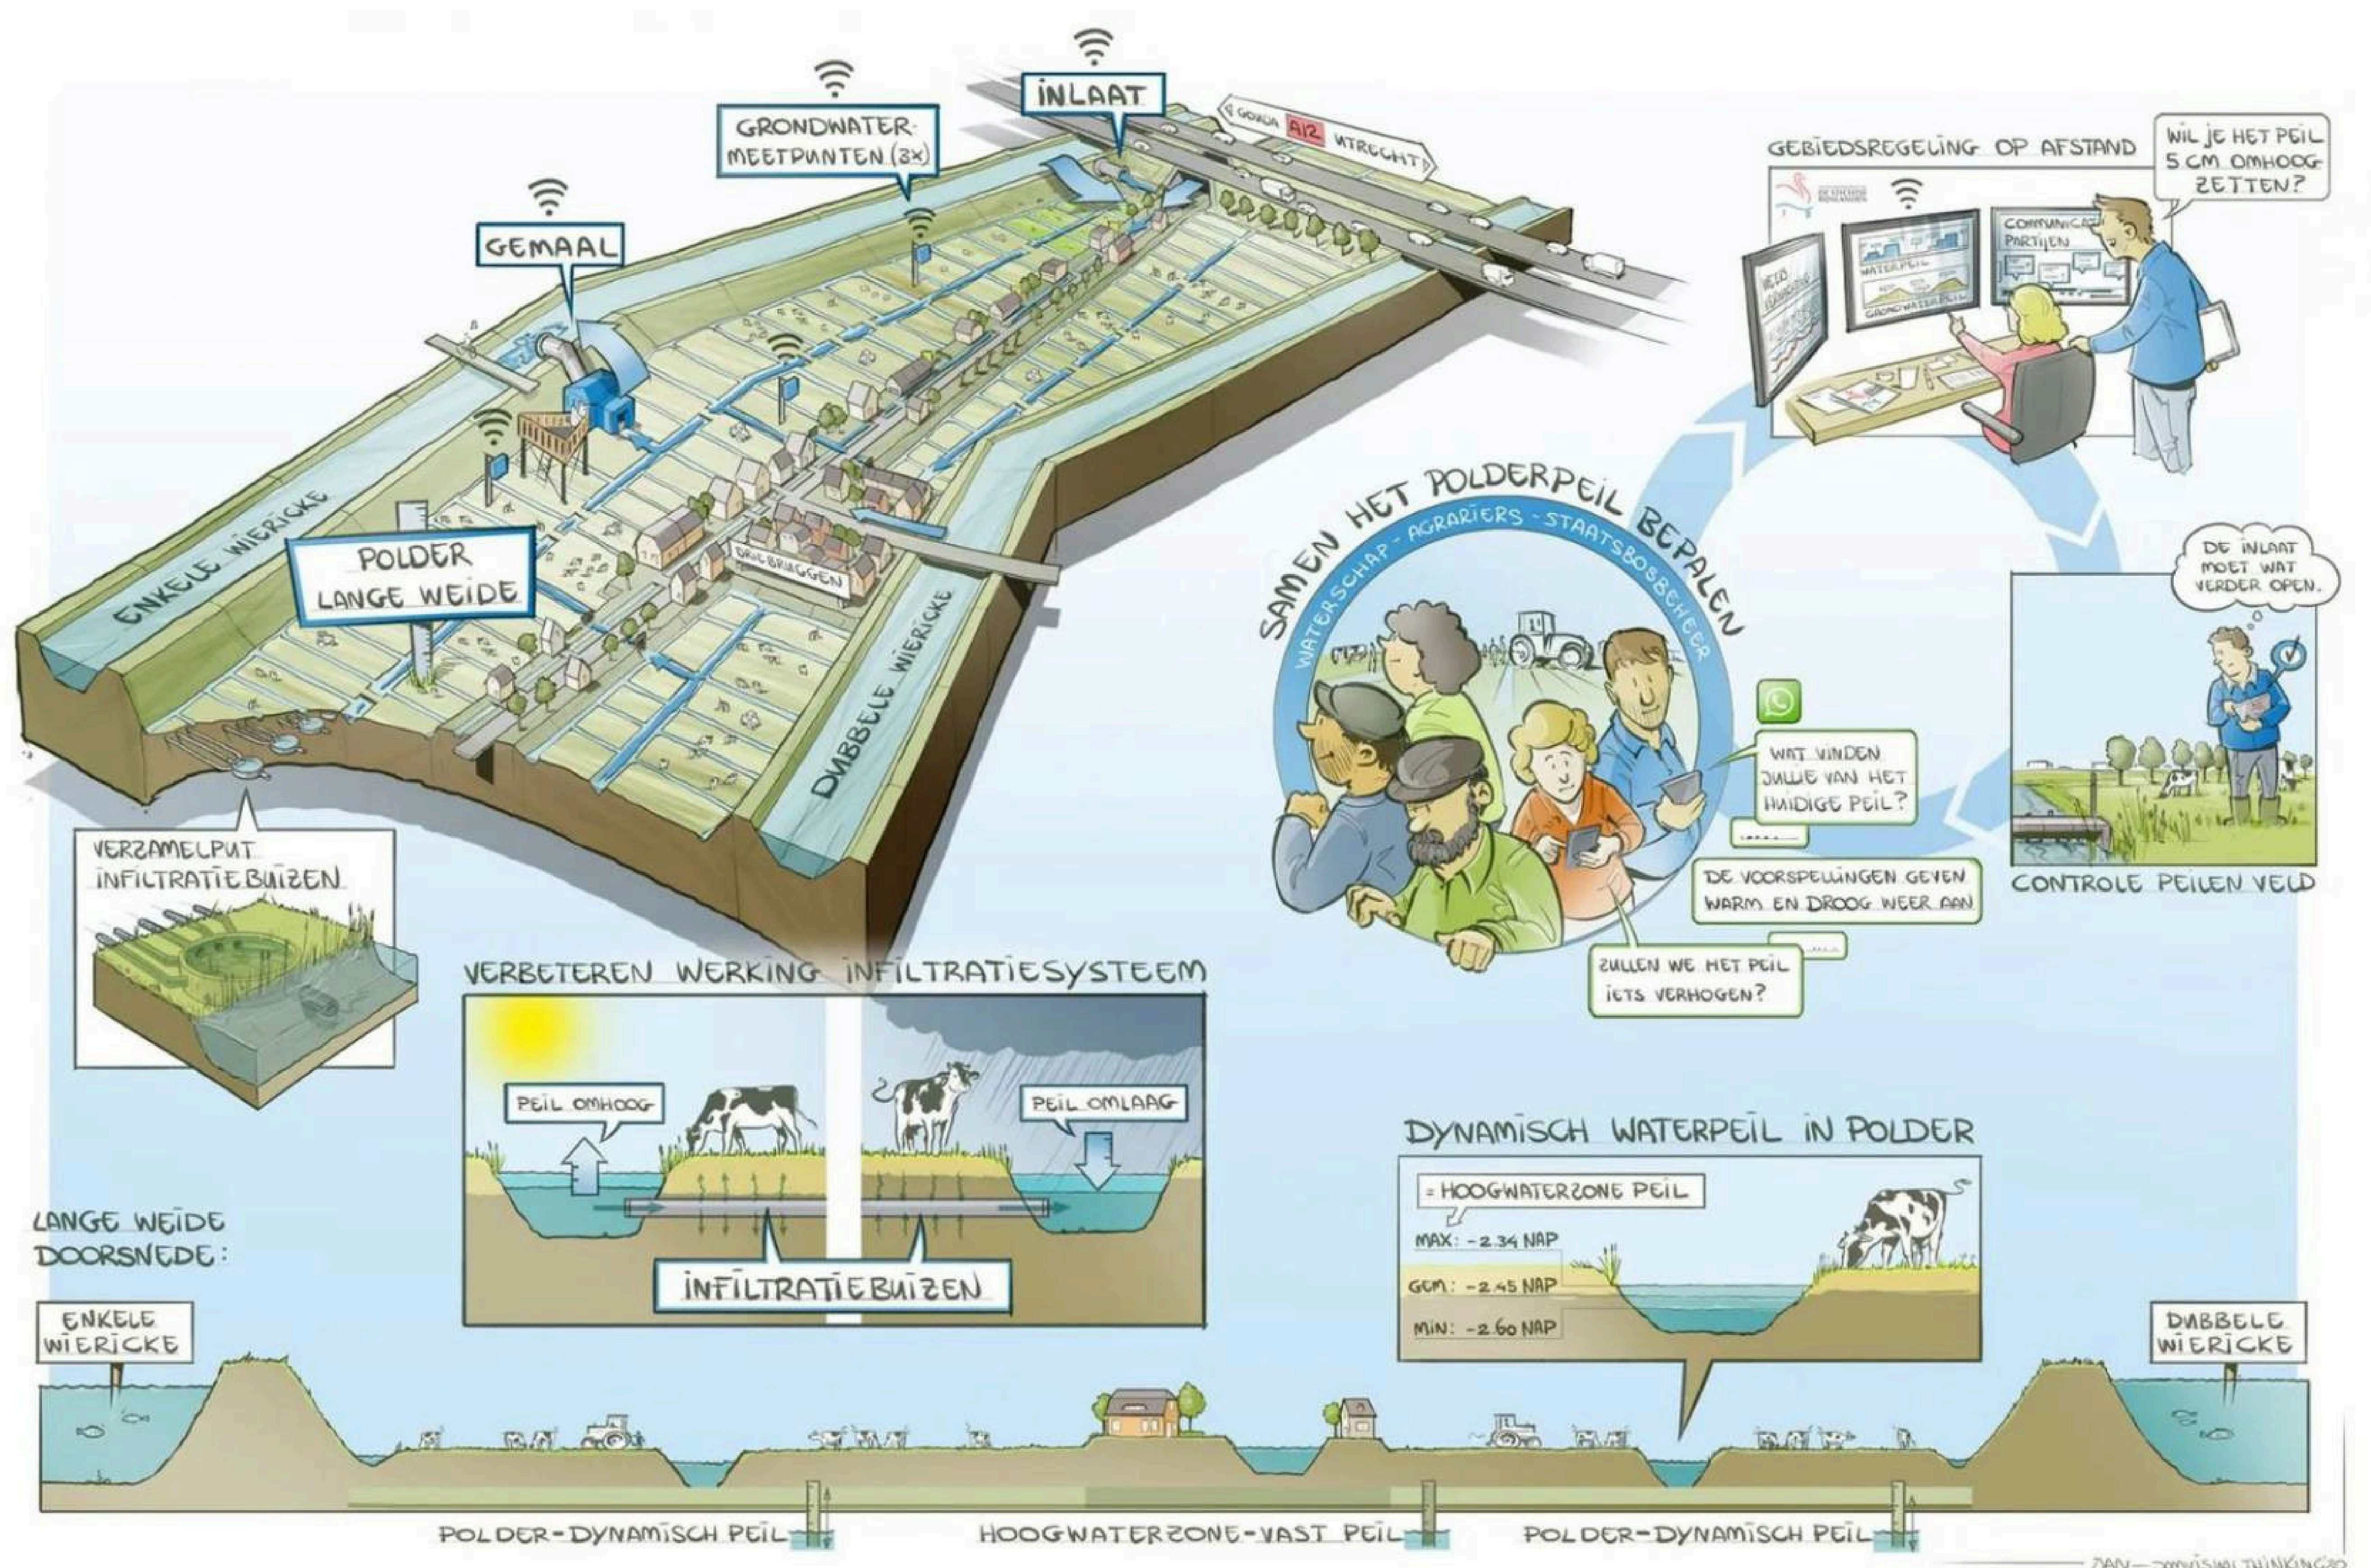 INLAAT
GRONDWATER-
MEETPUNTEN (3x)
GEMAAL
GOUDA A12 UTRECHT
ENKELE WIERICKE
POLDER
LANGE WEIDE
DRIEBRUGGEN
DUBBELE WIERICKE
VERZAMELPUT
INFILTRATIEBUIZEN
GEBIEDSREGELING OP AFSTAND
WIL JE HET PEIL
5 CM OMHOOG
ZETTEN?
WATERPEIL
GRONDWATERPEIL
PARTIJEN
SAMEN HET POLDERPEIL BEPALEN
WATERSCHAP - AGRARIERS - STAATSBOSBEHEER
WAT VINDEN
JULLIE VAN HET
HUIDIGE PEIL?
DE VOORSPELLINGEN GEVEN
WARM EN DROOG WEER AAN
ZULLEN WE HET PEIL
IETS VERHOGEN?
DE INLAAT
MOET WAT
VERDER OPEN.
CONTROLE PEILEN VELD
VERBETEREN WERKING INFILTRATIESYSTEEM
PEIL OMHOOG
PEIL OMLAAG
INFILTRATIEBUIZEN
DYNAMISCH WATERPEIL IN POLDER
= HOOGWATERZONE PEIL
MAX: -2.34 NAP
GEM: -2.45 NAP
MIN: -2.60 NAP
LANGE WEIDE
DOORSNEDE:
ENKELE
WIERICKE
DUBBELE
WIERICKE
POLDER-DYNAMISCH PEIL
HOOGWATERZONE-VAST PEIL
POLDER-DYNAMISCH PEIL